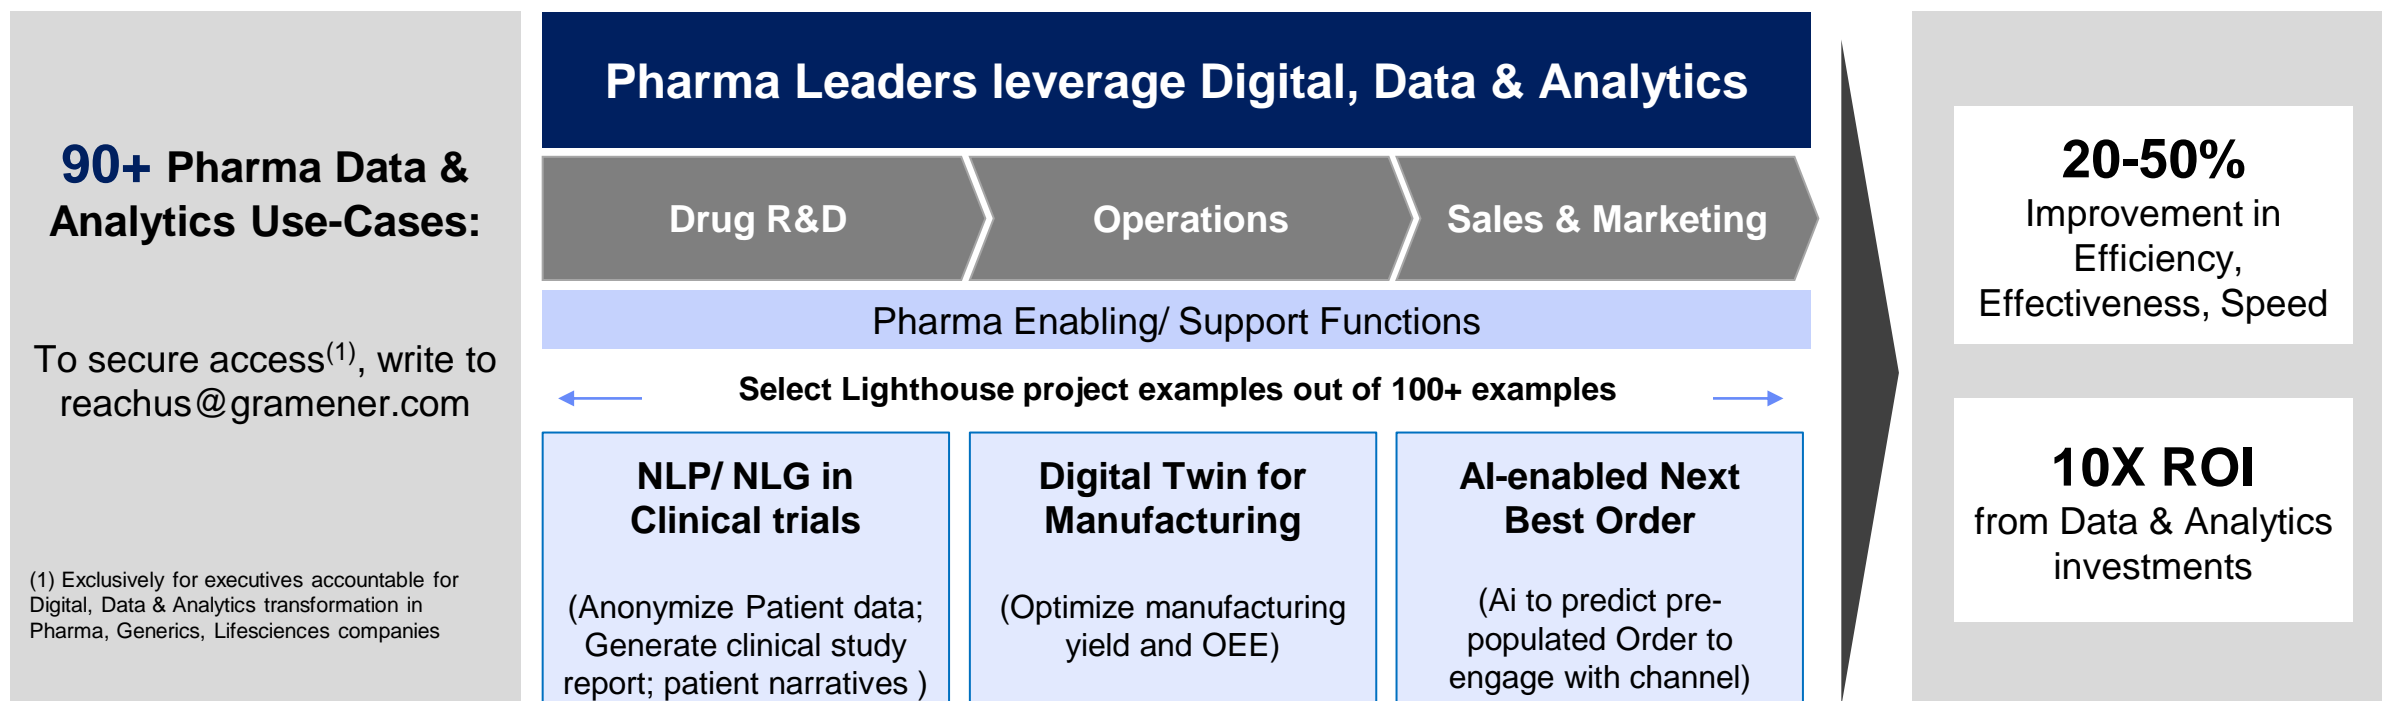 90+ Pharma Data &
Analytics Use-Cases:
To secure access(1), write to
reachus@gramener.com
(1) Exclusively for executives accountable for
Digital, Data & Analytics transformation in
Pharma, Generics, Lifesciences companies
Pharma Leaders leverage Digital, Data & Analytics
Drug R&D
Operations
Sales & Marketing
Pharma Enabling/ Support Functions
Select Lighthouse project examples out of 100+ examples
NLP/ NLG in
Clinical trials
(Anonymize Patient data;
Generate clinical study
report; patient narratives )
Digital Twin for
Manufacturing
(Optimize manufacturing
yield and OEE)
AI-enabled Next
Best Order
(Ai to predict pre-
populated Order to
engage with channel)
20-50%
Improvement in
Efficiency,
Effectiveness, Speed
10X ROI
from Data & Analytics
investments